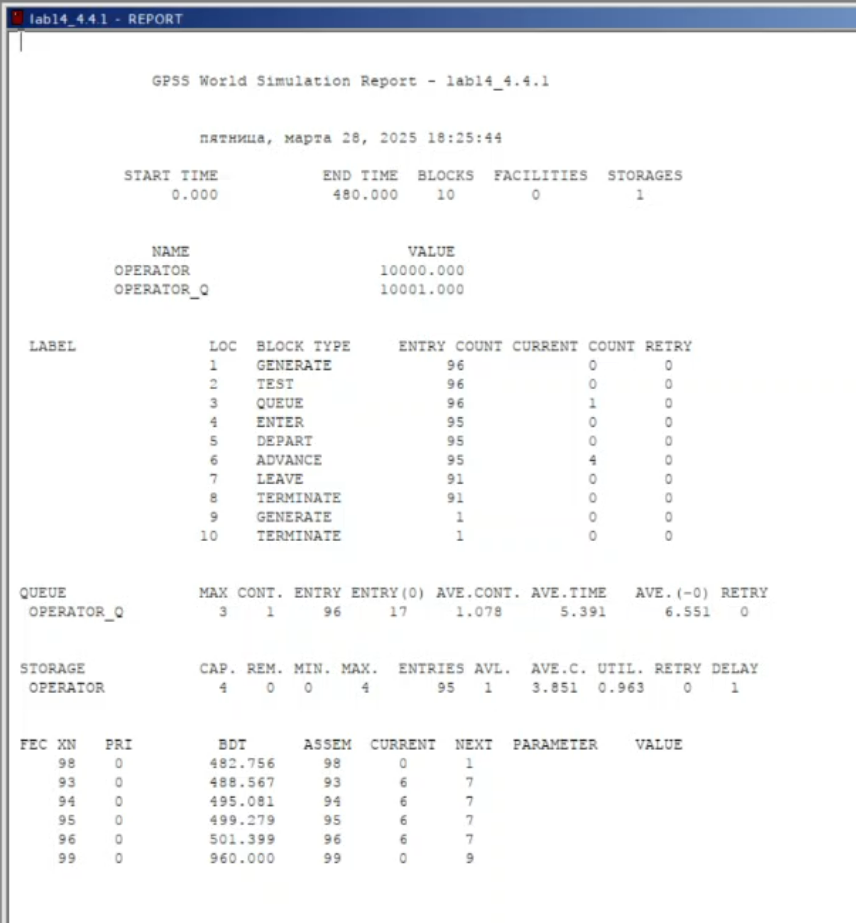 lab14_4.4.1 - REPORT
GPSS World Simulation Report - lab14_4.4.1
пятница, марта 28, 2025 18:25:44
START TIME END TIME BLOCKS FACILITIES STORAGES
0.000 480.000 10 0 1
NAME VALUE
OPERATOR 10000.000
OPERATOR_Q 10001.000
LABEL LOC BLOCK TYPE ENTRY COUNT CURRENT COUNT RETRY
1 GENERATE 96 0 0
2 TEST 96 0 0
3 QUEUE 96 1 0
4 ENTER 95 0 0
5 DEPART 95 0 0
6 ADVANCE 95 4 0
7 LEAVE 91 0 0
8 TERMINATE 91 0 0
9 GENERATE 1 0 0
10 TERMINATE 1 0 0
QUEUE MAX CONT. ENTRY ENTRY(0) AVE.CONT. AVE.TIME AVE.(-0) RETRY
OPERATOR_Q 3 1 96 17 1.078 5.391 6.551 0
STORAGE CAP. REM. MIN. MAX. ENTRIES AVL. AVE.C. UTIL. RETRY DELAY
OPERATOR 4 0 0 4 95 1 3.851 0.963 0 1
FEC XN PRI BDT ASSEM CURRENT NEXT PARAMETER VALUE
98 0 482.756 98 0 1
93 0 488.567 93 6 7
94 0 495.081 94 6 7
95 0 499.279 95 6 7
96 0 501.399 96 6 7
99 0 960.000 99 0 9